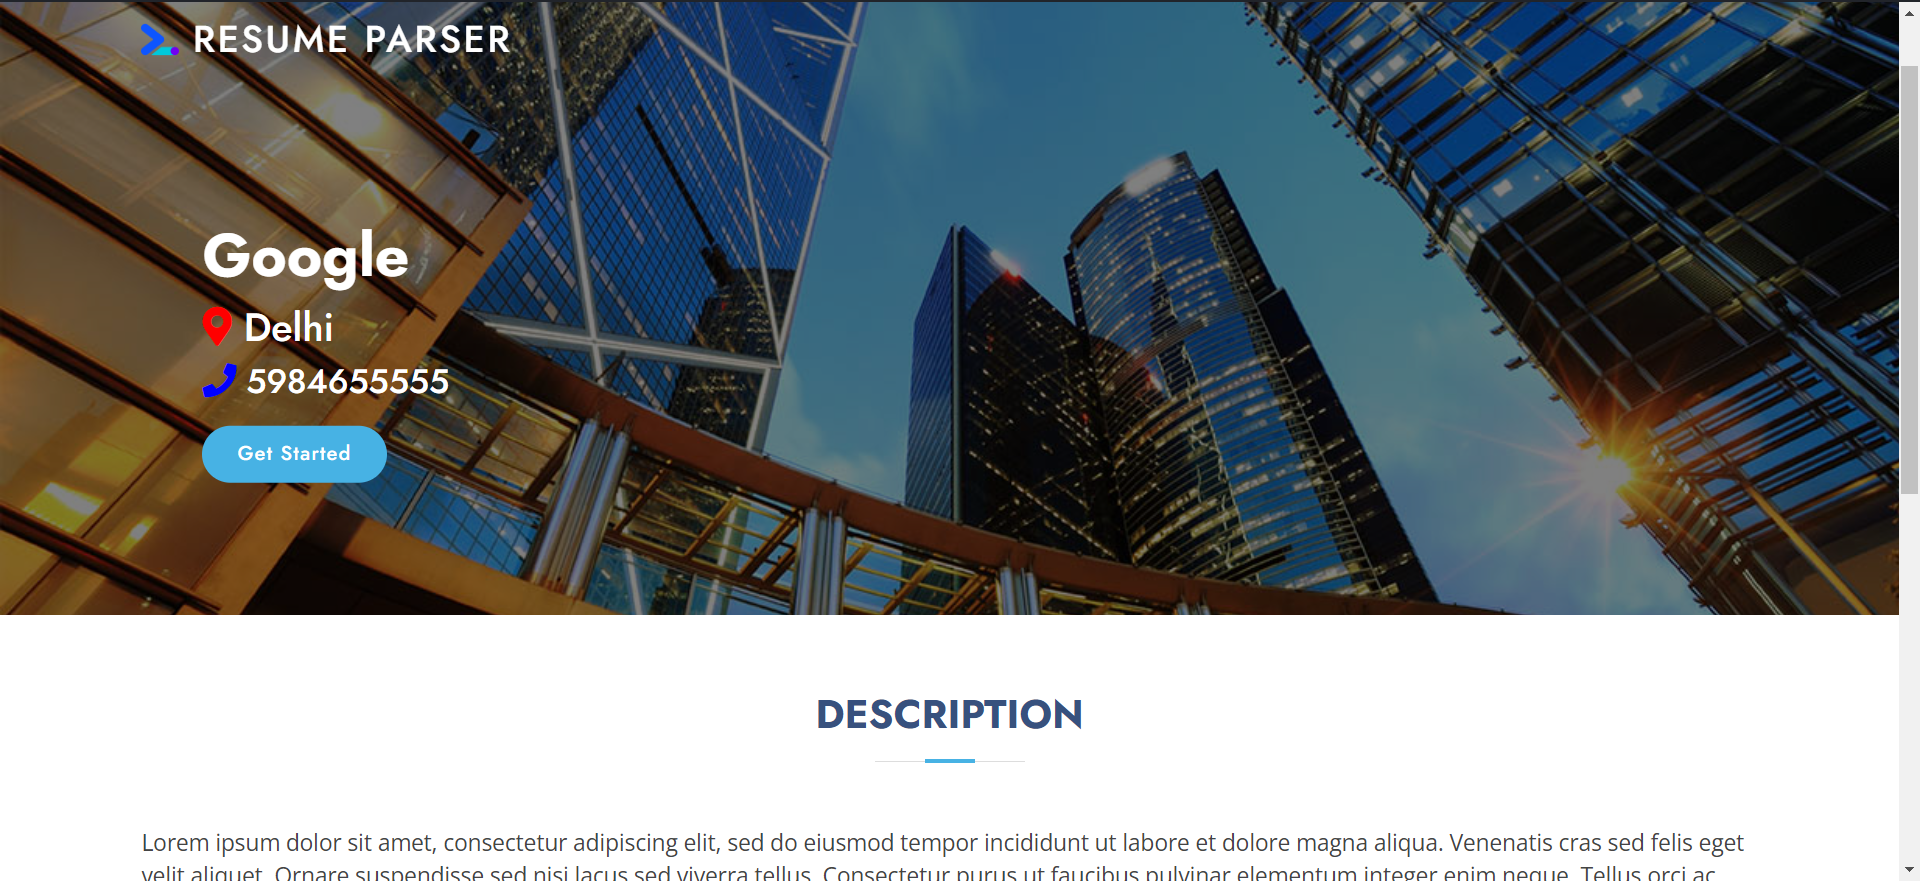 RESUME PARSER
Google
Delhi
5984655555
Get Started
DESCRIPTION
Lorem ipsum dolor sit amet, consectetur adipiscing elit, sed do eiusmod tempor incididunt ut labore et dolore magna aliqua. Venenatis cras sed felis eget
velit aliquet. Ornare suspendisse sed nisi lacus sed viverra tellus. Consectetur purus ut faucibus pulvinar elementum integer enim neque. Tellus orci ac